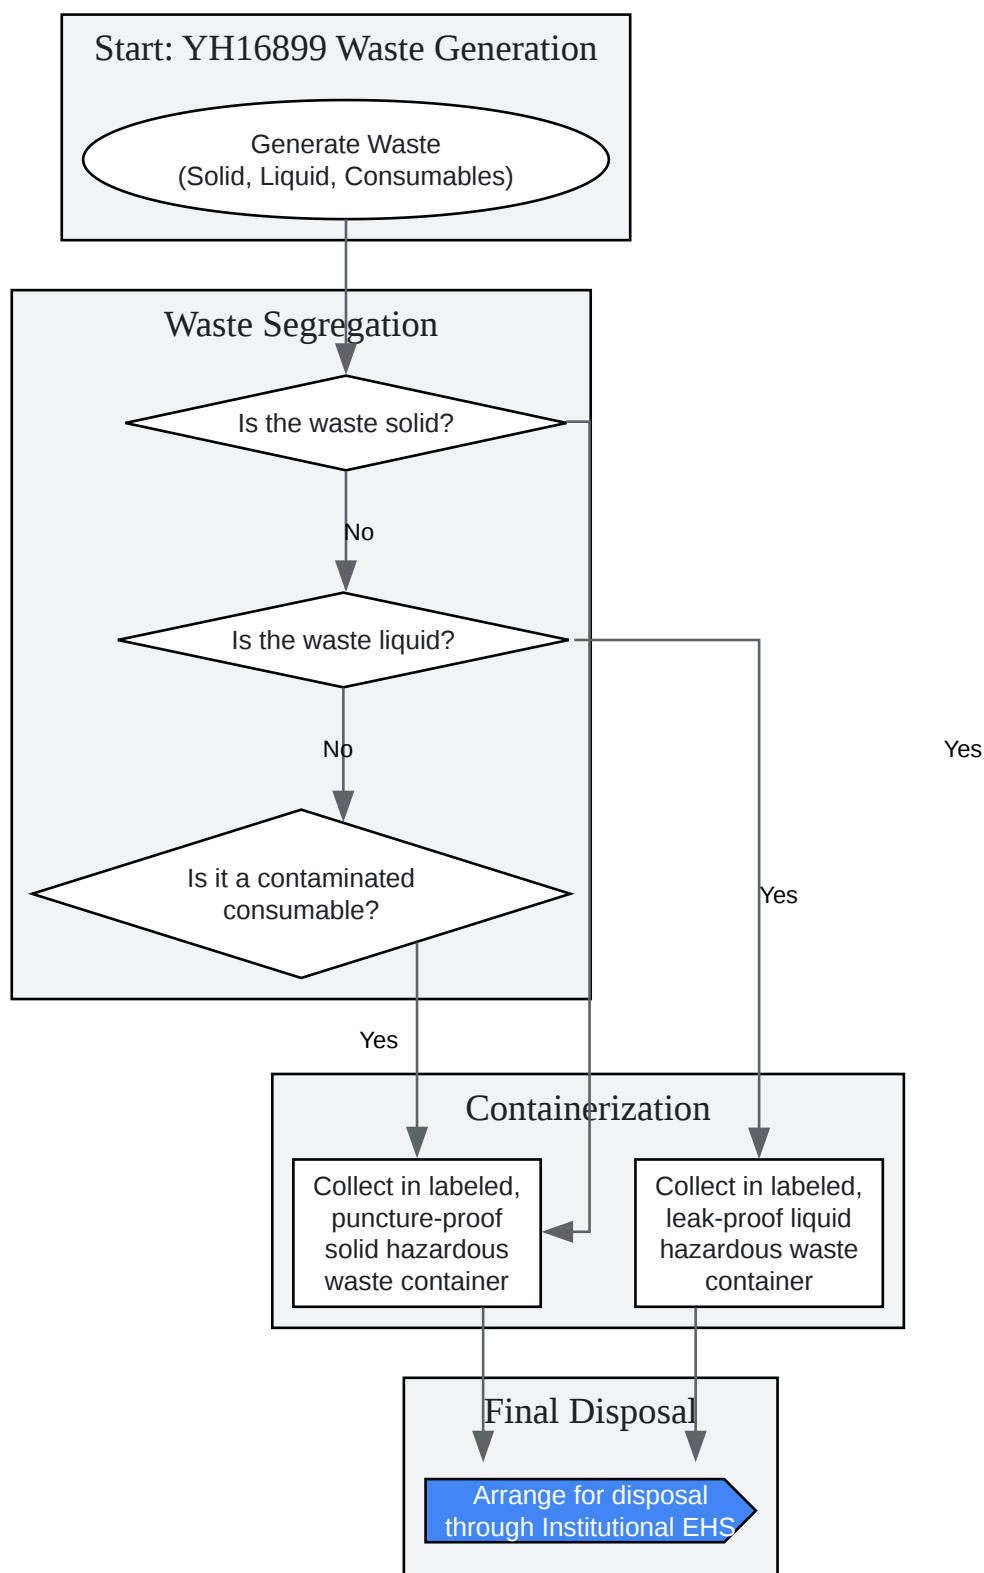 Start: YH16899 Waste Generation
Generate Waste
(Solid, Liquid, Consumables)
Waste Segregation
Is the waste solid?
No
Is the waste liquid?
No
Yes
Is it a contaminated
consumable?
Yes
Yes
Containerization
Collect in labeled,
puncture-proof
solid hazardous
waste container
Collect in labeled,
leak-proof liquid
hazardous waste
container
Final Disposal
Arrange for disposal
through Institutional EHS